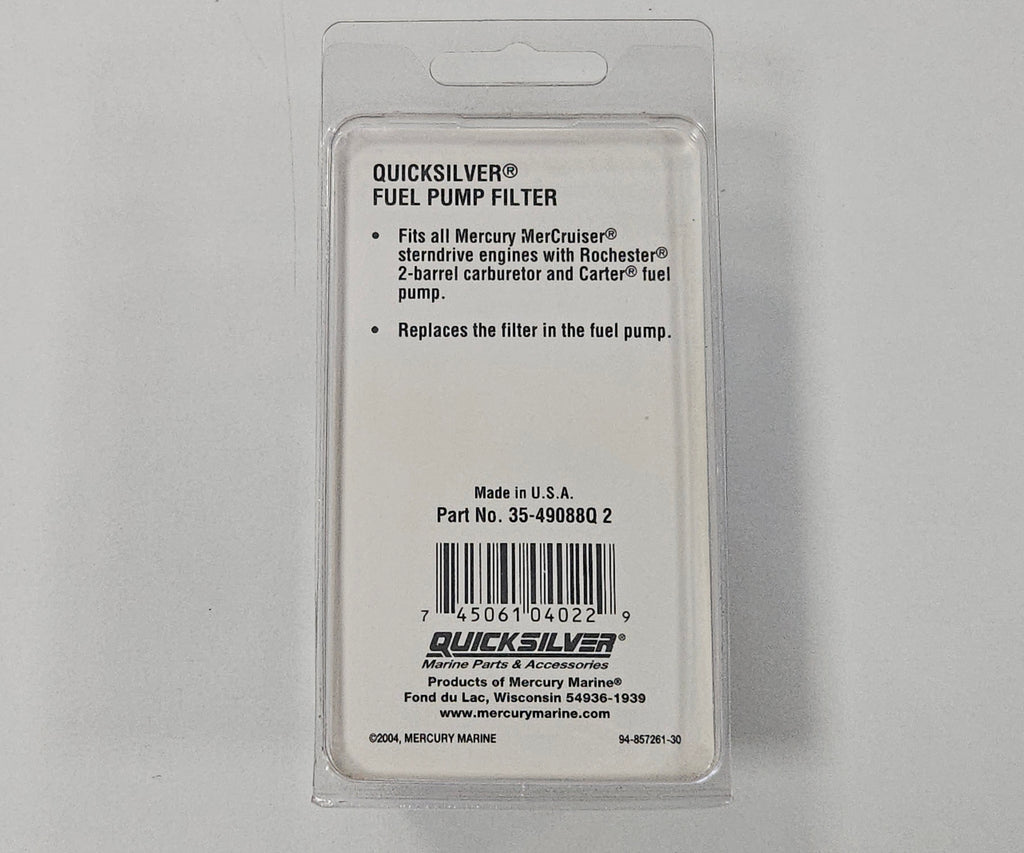 QUICKSILVER®
FUEL PUMP FILTER
• Fits all Mercury MerCruiser®
sterndrive engines with Rochester®
2-barrel carburetor and Carter® fuel
pump.
• Replaces the filter in the fuel pump.
Made in U.S.A.
Part No. 35-49088Q 2
7 45061 04022 9
QUICKSILVER®
Marine Parts & Accessories
Products of Mercury Marine®
Fond du Lac, Wisconsin 54936-1939
www.mercurymarine.com
©2004, MERCURY MARINE 94-857261-30